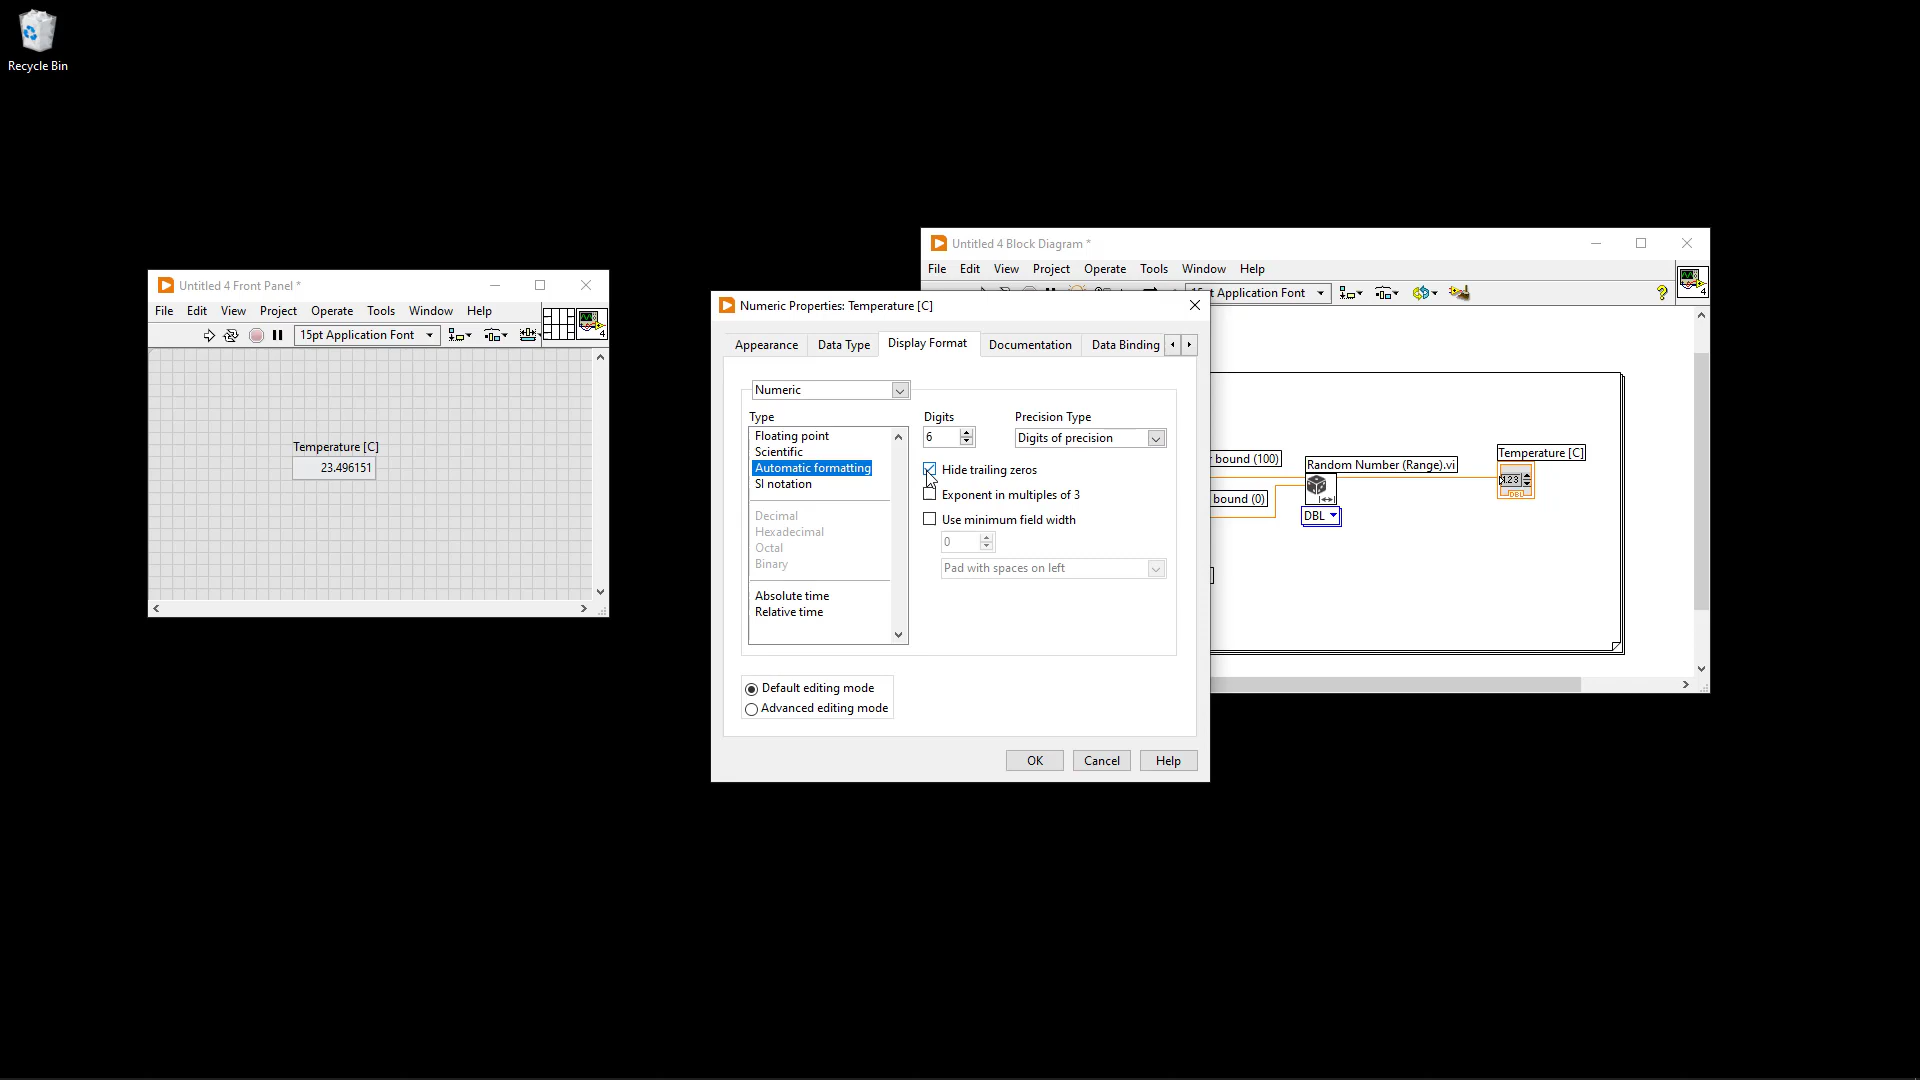 Recycle Bin
Untitled 4 Block Diagram *
File Edit View Project Operate Tools Window Help
t Application Font
4
Untitled 4 Front Panel *
File Edit View Project Operate Tools Window Help
15pt Application Font
4
Temperature [C]
23.496151
Numeric Properties: Temperature [C]
Appearance Data Type Display Format Documentation Data Binding
Numeric
Type
Floating point
Scientific
Automatic formatting
SI notation
Decimal
Hexadecimal
Octal
Binary
Absolute time
Relative time
Digits
6
Precision Type
Digits of precision
Hide trailing zeros
Exponent in multiples of 3
Use minimum field width
0
Pad with spaces on left
Default editing mode
Advanced editing mode
OK Cancel Help
r bound (100)
bound (0)
Random Number (Range).vi
DBL
Temperature [C]
1.23
DBL